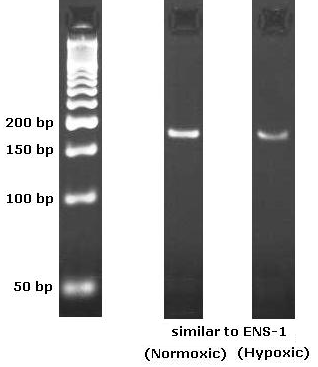 200 bp
150 bp
100 bp
50 bp
similar to ENS-1
(Normoxic) (Hypoxic)